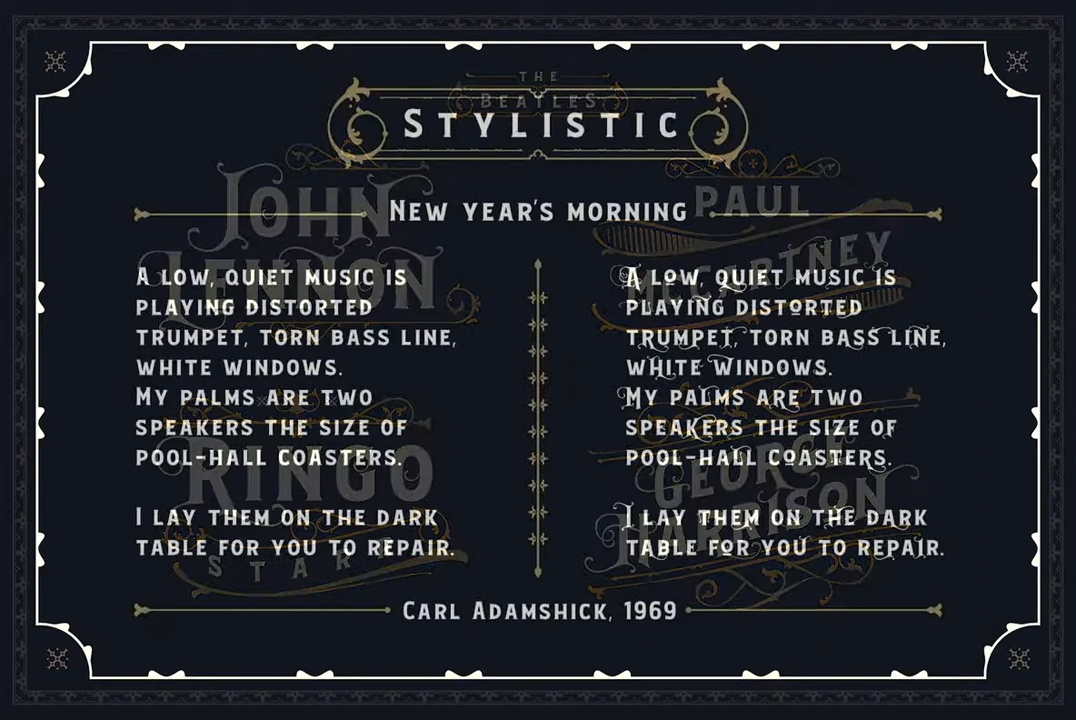 THE
BEATLES
STYLISTIC
JOHN
LENNON
PAUL
MCCARTNEY
NEW YEAR'S MORNING
A LOW, QUIET MUSIC IS
PLAYING DISTORTED
TRUMPET, TORN BASS LINE,
WHITE WINDOWS.
MY PALMS ARE TWO
SPEAKERS THE SIZE OF
POOL-HALL COASTERS.
I LAY THEM ON THE DARK
TABLE FOR YOU TO REPAIR.
A LOW, QUIET MUSIC IS
PLAYING DISTORTED
TRUMPET, TORN BASS LINE,
WHITE WINDOWS.
MY PALMS ARE TWO
SPEAKERS THE SIZE OF
POOL-HALL COASTERS.
I LAY THEM ON THE DARK
TABLE FOR YOU TO REPAIR.
RINGO
STARR
GEORGE
HARRISON
CARL ADAMSHICK, 1969